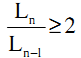 Lₙ / Lₙ₋₁ ≥ 2